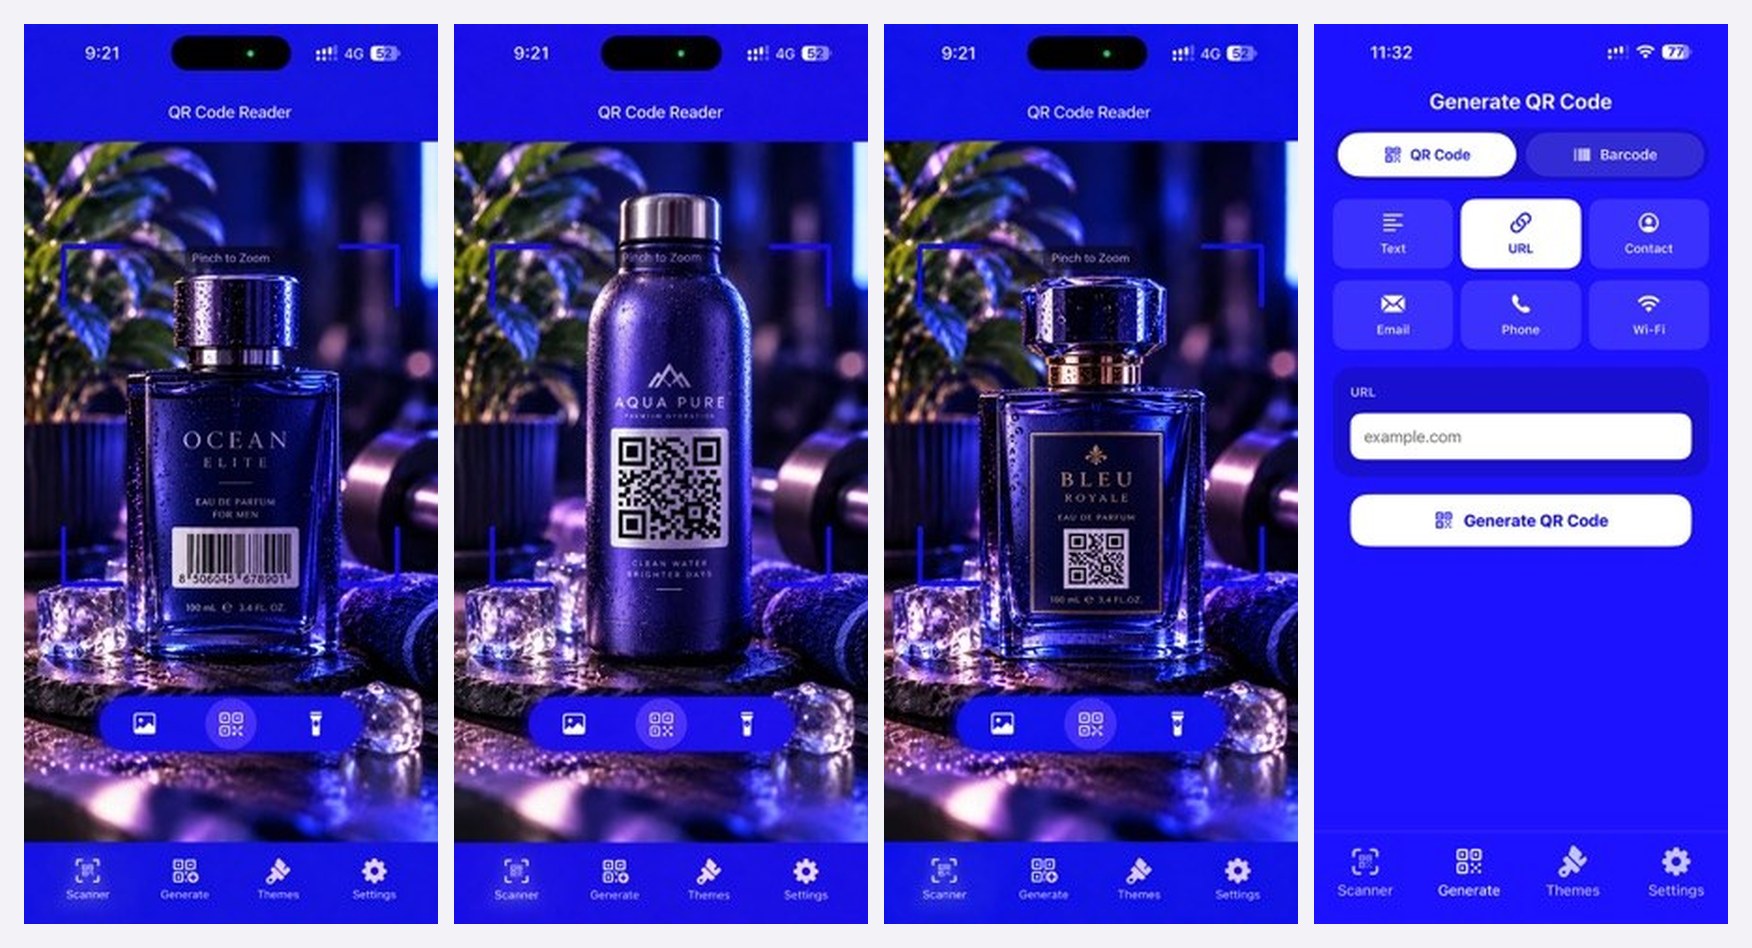 9:21
4G 52
QR Code Reader
Pinch to Zoom
OCEAN
ELITE
EAU DE PARFUM
FOR MEN
8 506045 678901
100 mL ℮ 3.4 FL.OZ.
Scanner Generate Themes Settings
9:21
4G 52
QR Code Reader
Pinch to Zoom
AQUA PURE
PREMIUM HYDRATION
CLEAN WATER
BRIGHTER DAYS
Scanner Generate Themes Settings
9:21
4G 52
QR Code Reader
Pinch to Zoom
BLEU
ROYALE
EAU DE PARFUM
100 mL ℮ 3.4 FL.OZ.
Scanner Generate Themes Settings
11:32
77
Generate QR Code
QR Code Barcode
Text URL Contact
Email Phone Wi-Fi
URL
example.com
Generate QR Code
Scanner Generate Themes Settings